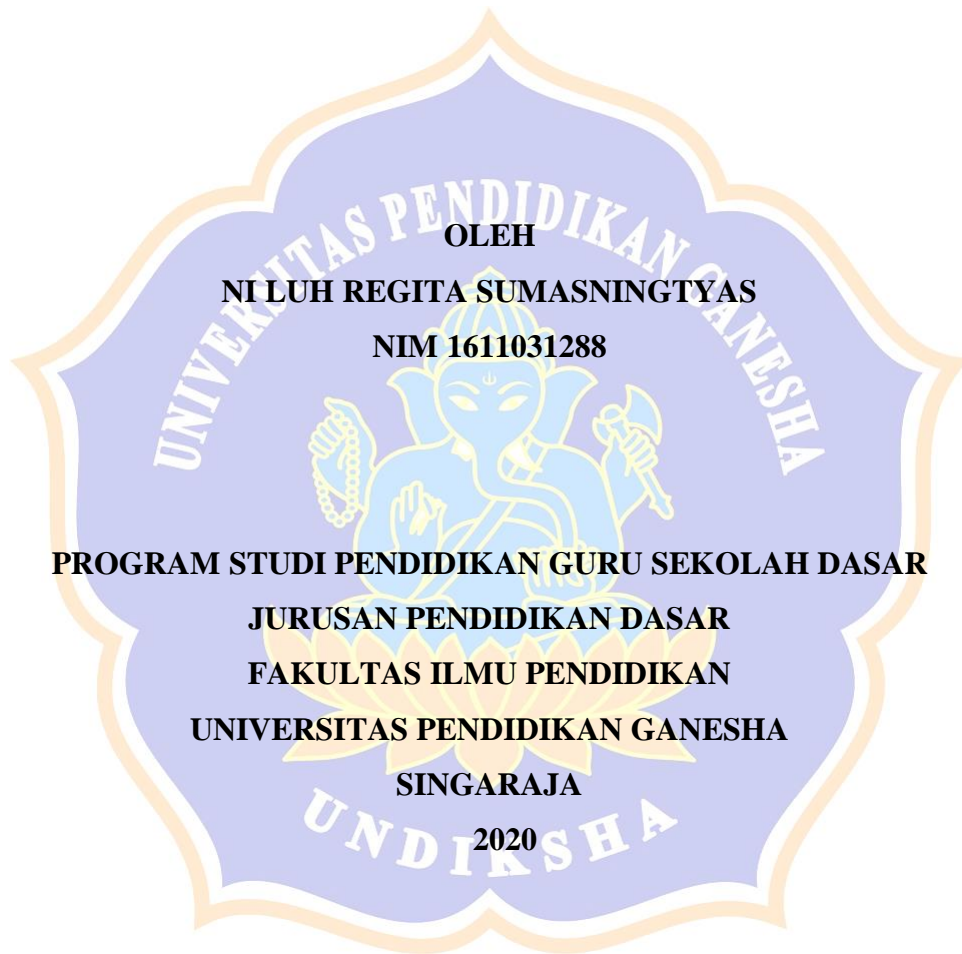 UNIVERSITAS PENDIDIKAN GANESHA
OLEH
NI LUH REGITA SUMASNINGTYAS
NIM 1611031288
PROGRAM STUDI PENDIDIKAN GURU SEKOLAH DASAR
JURUSAN PENDIDIKAN DASAR
FAKULTAS ILMU PENDIDIKAN
UNIVERSITAS PENDIDIKAN GANESHA
SINGARAJA
2020
UNDIKSHA